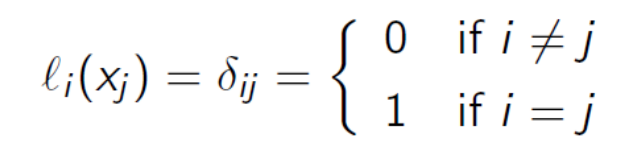 ℓᵢ(xⱼ) = δᵢⱼ = { 0 if i ≠ j
1 if i = j